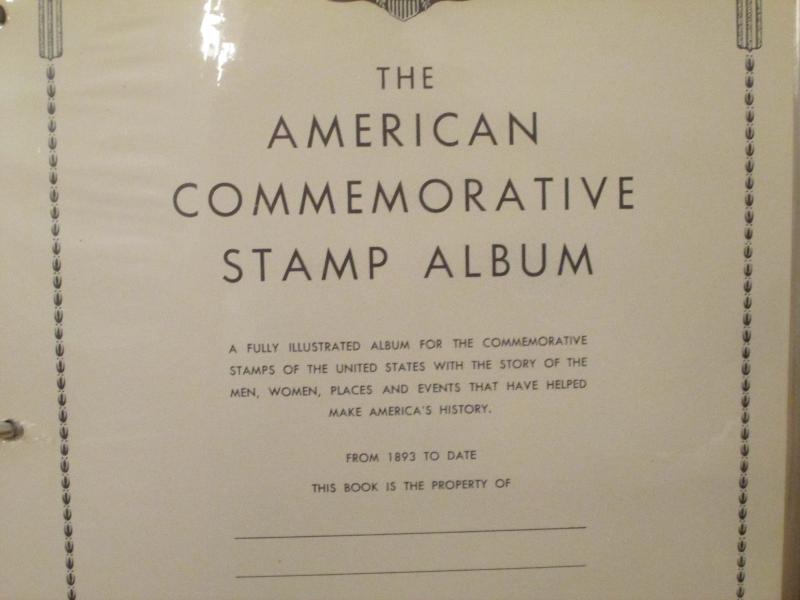 THE
AMERICAN
COMMEMORATIVE
STAMP ALBUM
A FULLY ILLUSTRATED ALBUM FOR THE COMMEMORATIVE
STAMPS OF THE UNITED STATES WITH THE STORY OF THE
MEN, WOMEN, PLACES AND EVENTS THAT HAVE HELPED
MAKE AMERICA'S HISTORY.
FROM 1893 TO DATE
THIS BOOK IS THE PROPERTY OF